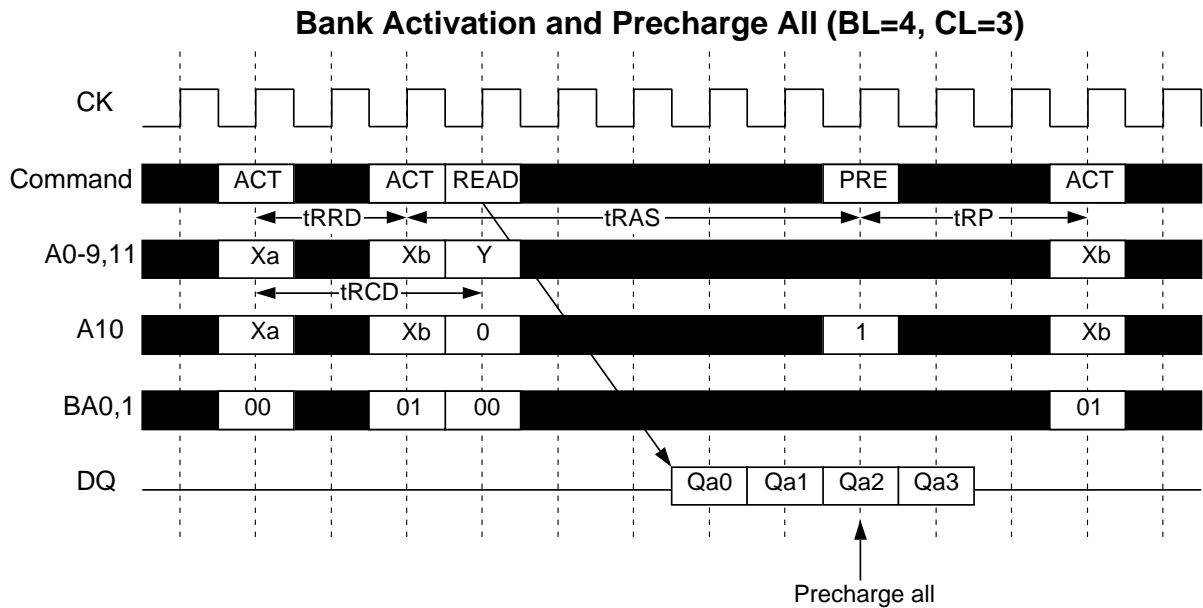 Bank Activation and Precharge All (BL=4, CL=3)
CK
Command ACT ACT READ PRE ACT
tRRD tRAS tRP
A0-9,11 Xa Xb Y Xb
tRCD
A10 Xa Xb 0 1 Xb
BA0,1 00 01 00 01
DQ Qa0 Qa1 Qa2 Qa3
Precharge all